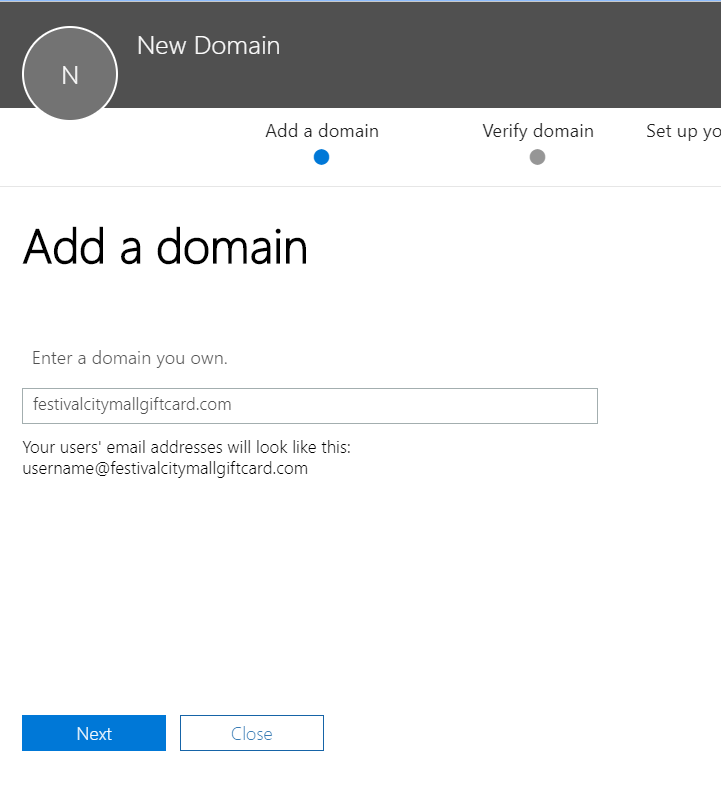 New Domain
N
Add a domain
Verify domain
Set up yo
Add a domain
Enter a domain you own.
festivalcitymallgiftcard.com
Your users' email addresses will look like this:
username@festivalcitymallgiftcard.com
Next
Close